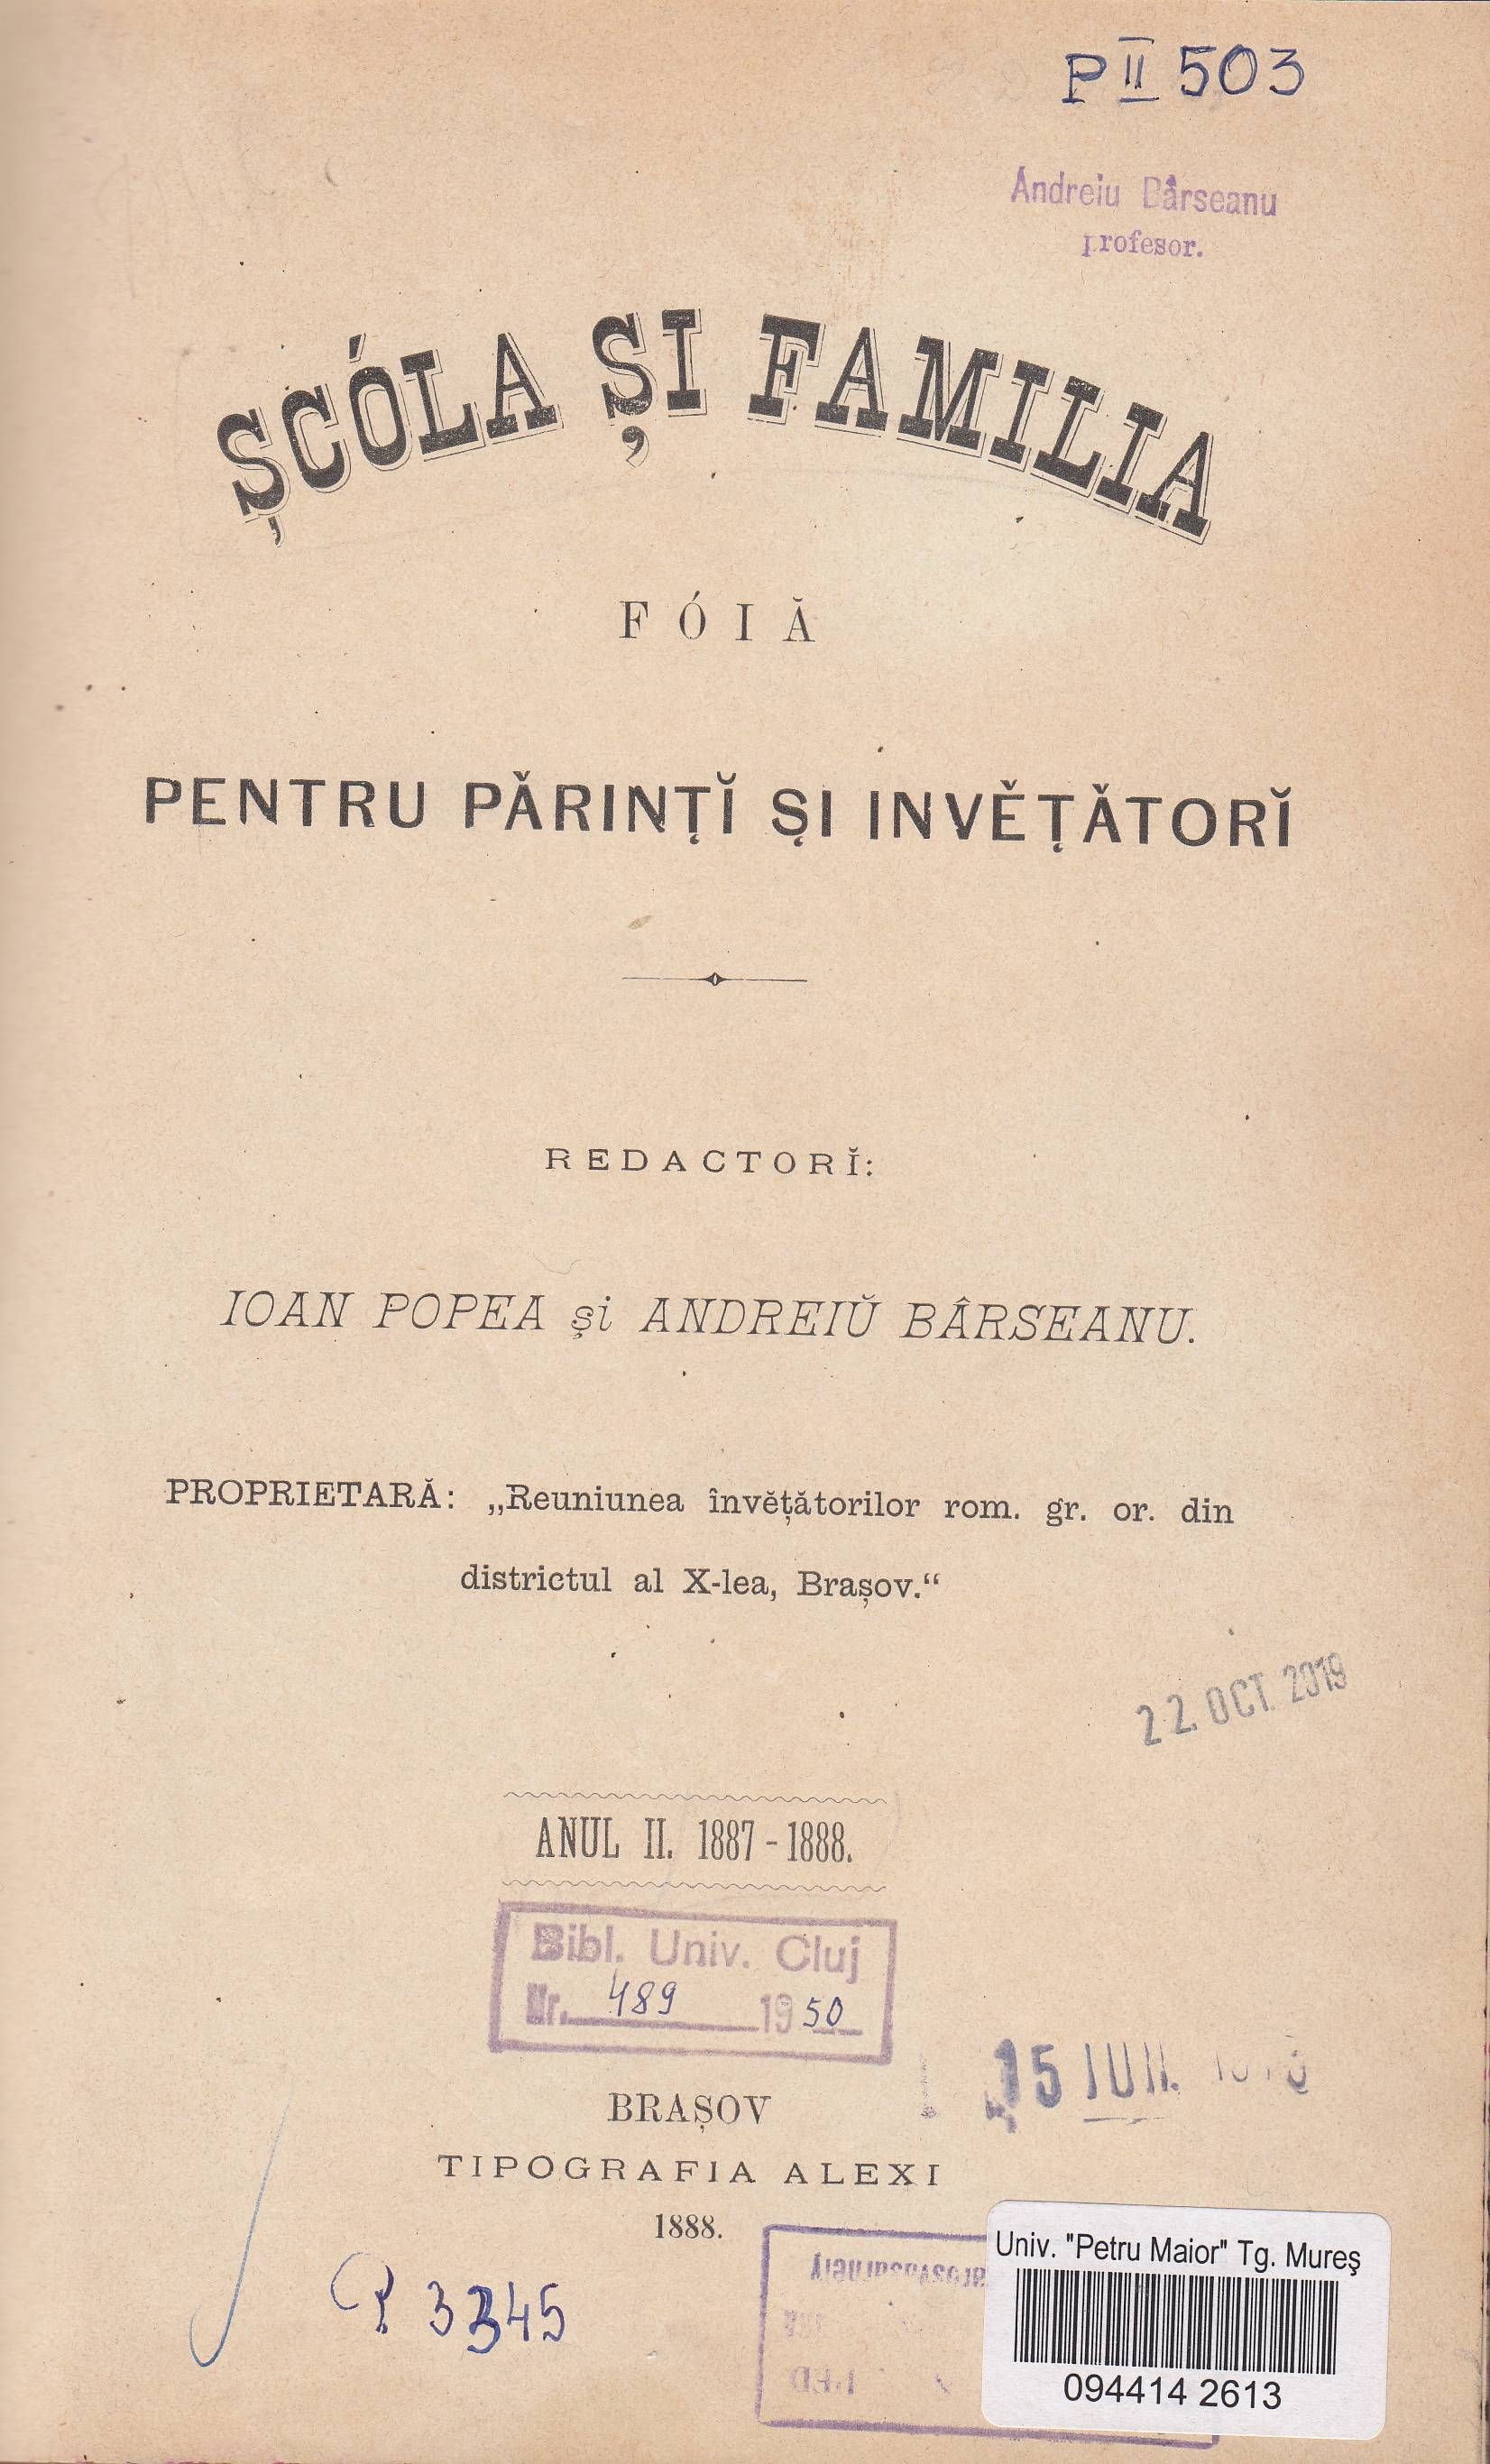 P II 503
Andreiu Bârseanu
profesor.
ȘCÓLA ȘI FAMILIA
FÓIĂ
PENTRU PĂRINȚĬ ȘI INVĔȚĂTORĬ
REDACTORĬ:
IOAN POPEA și ANDREIŬ BÂRSEANU.
PROPRIETARĂ: „Reuniunea învĕțătorilor rom. gr. or. din
districtul al X-lea, Brașov.“
22. OCT. 2019
ANUL II. 1887-1888.
Bibl. Univ. Cluj
Nr. 489 1950
15 IUN.
BRAȘOV
TIPOGRAFIA ALEXI
1888.
P 3345
Univ. "Petru Maior" Tg. Mureş
094414 2613